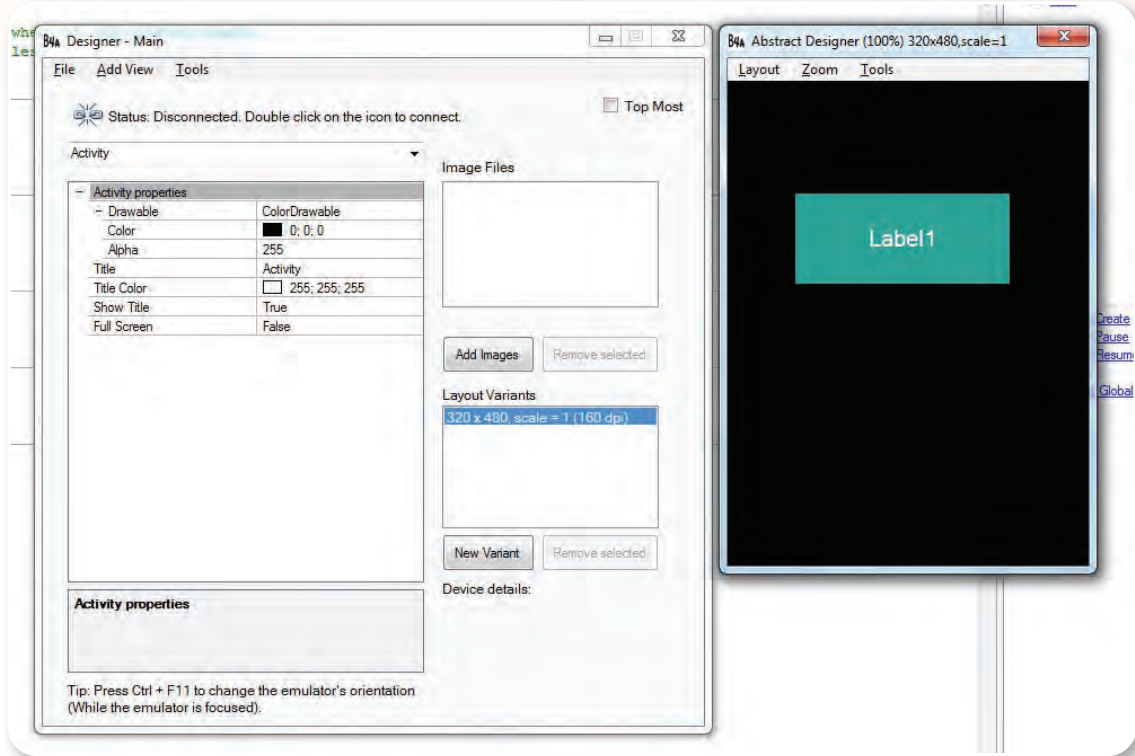 whe
les
B4A Designer - Main
File Add View Tools
Status: Disconnected. Double click on the icon to connect.
Top Most
Activity
Activity properties
Drawable ColorDrawable
Color 0; 0; 0
Alpha 255
Title Activity
Title Color 255; 255; 255
Show Title True
Full Screen False
Activity properties
Tip: Press Ctrl + F11 to change the emulator's orientation
(While the emulator is focused).
Image Files
Add Images Remove selected
Layout Variants
320 x 480, scale = 1 (160 dpi)
New Variant Remove selected
Device details:
B4A Abstract Designer (100%) 320x480,scale=1
Layout Zoom Tools
Label1
Create
Pause
Resum
Global